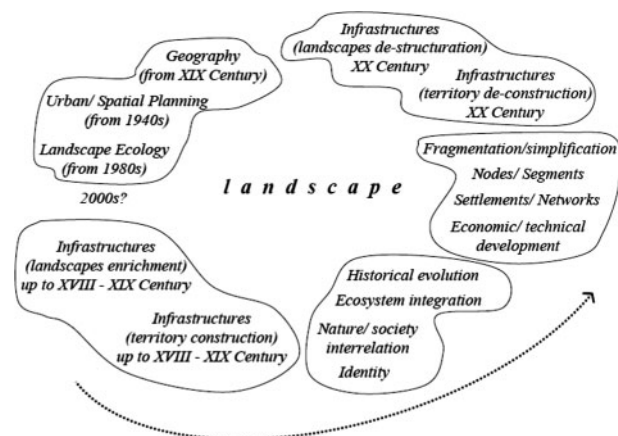 Geography
(from XIX Century)
Urban/ Spatial Planning
(from 1940s)
Landscape Ecology
(from 1980s)
2000s?
Infrastructures
(landscapes de-structuration)
XX Century
Infrastructures
(territory de-construction)
XX Century
Fragmentation/simplification
Nodes/ Segments
Settlements/ Networks
Economic/ technical
development
landscape
Infrastructures
(landscapes enrichment)
up to XVIII - XIX Century
Infrastructures
(territory construction)
up to XVIII - XIX Century
Historical evolution
Ecosystem integration
Nature/ society
interrelation
Identity